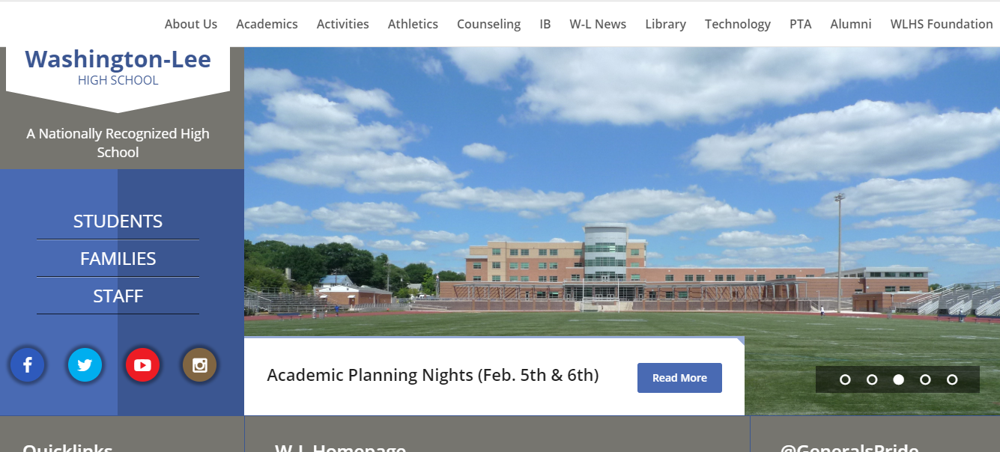 About Us Academics Activities Athletics Counseling IB W-L News Library Technology PTA Alumni WLHS Foundation
Washington-Lee
HIGH SCHOOL
A Nationally Recognized High
School
STUDENTS
FAMILIES
STAFF
Academic Planning Nights (Feb. 5th & 6th) Read More
Quicklinks W-L Homepage @GeneralsPride